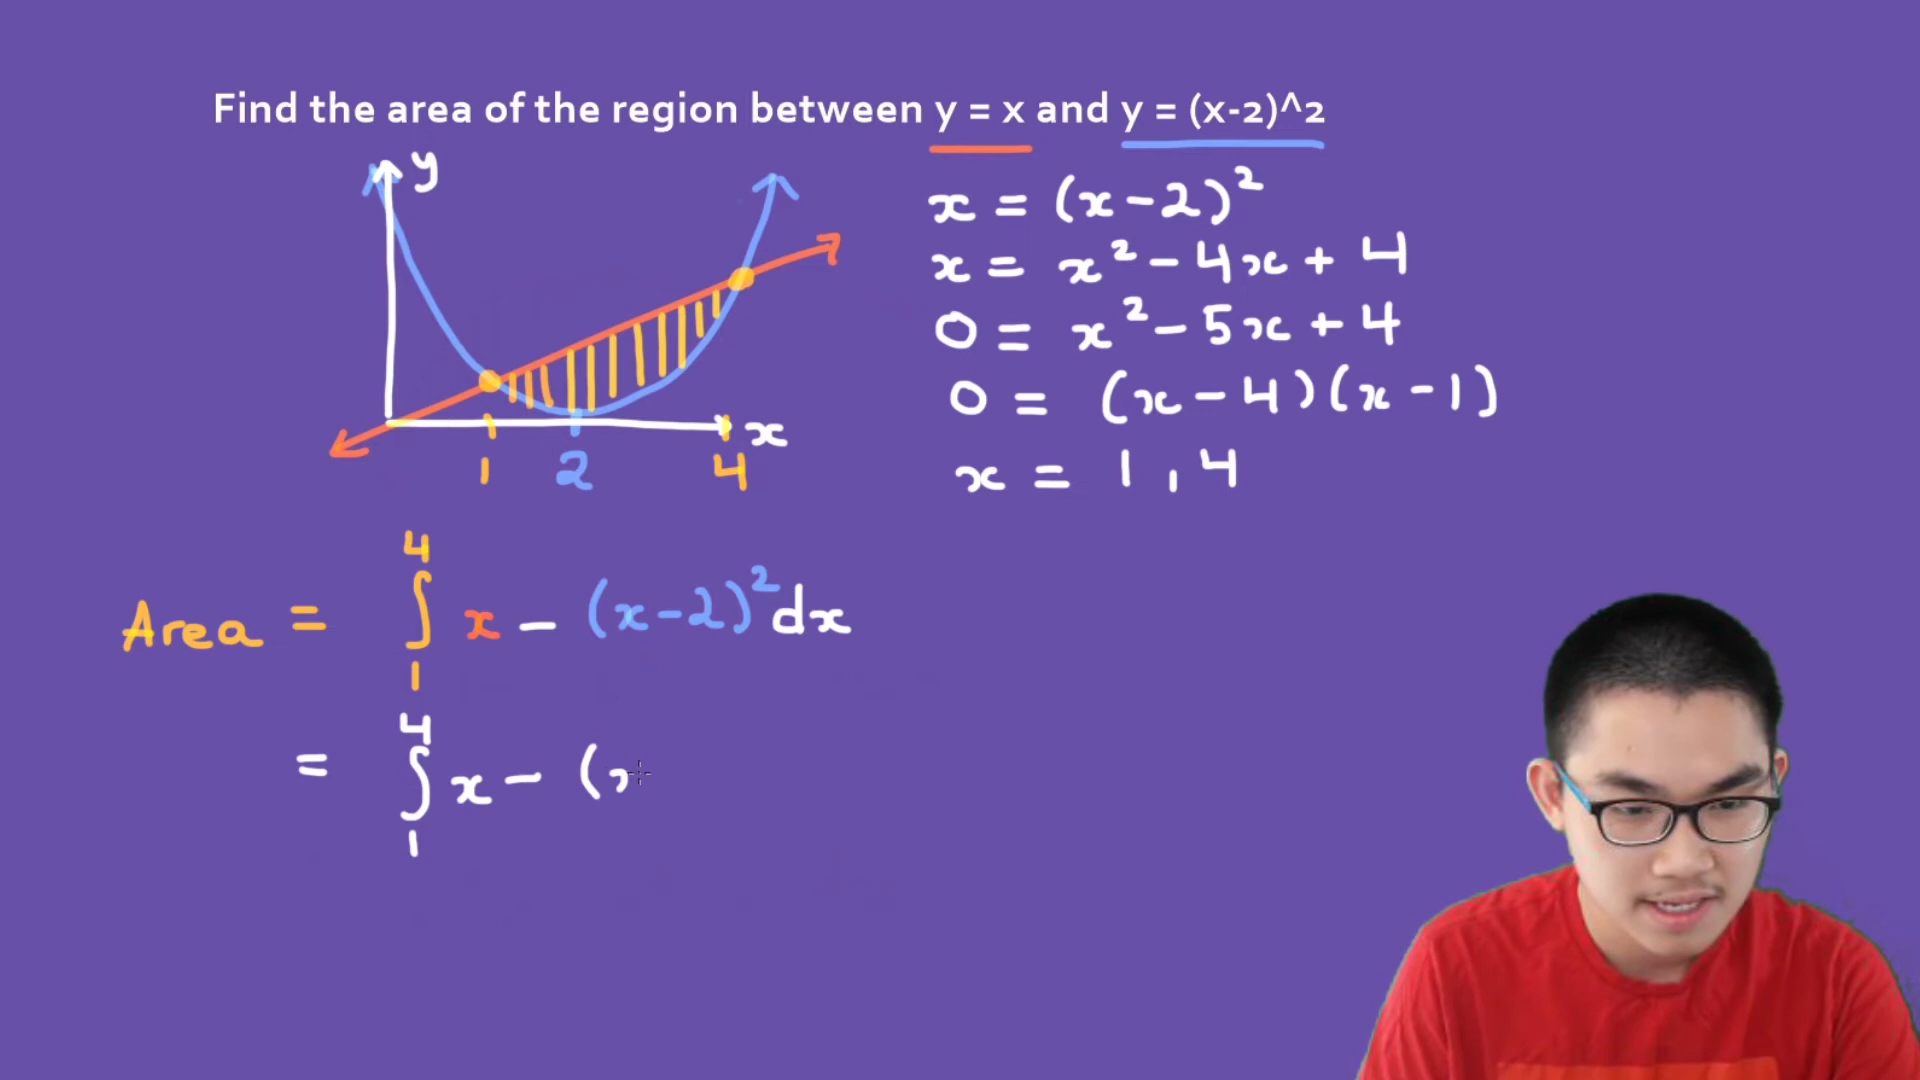 Find the area of the region between y = x and y = (x-2)^2
y
x
1 2 4
x = (x-2)²
x = x² - 4x + 4
0 = x² - 5x + 4
0 = (x-4)(x-1)
x = 1, 4
Area = ∫₁⁴ x - (x-2)² dx
= ∫₁⁴ x - (x